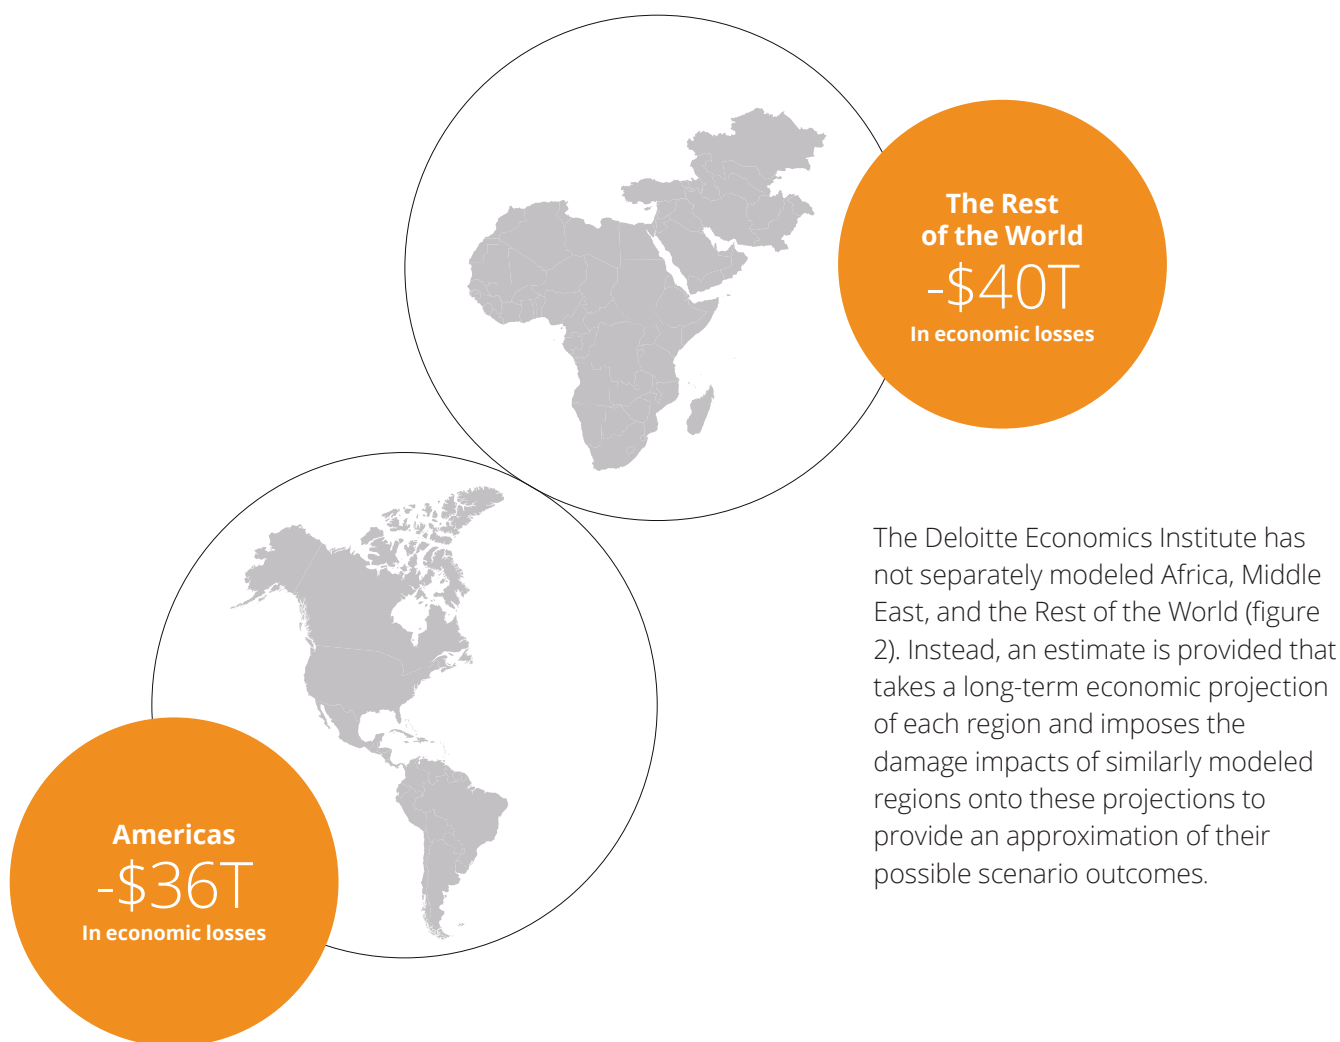 The Rest
of the World
-$40T
In economic losses
The Deloitte Economics Institute has
not separately modeled Africa, Middle
East, and the Rest of the World (figure
2). Instead, an estimate is provided that
takes a long-term economic projection
of each region and imposes the
damage impacts of similarly modeled
regions onto these projections to
provide an approximation of their
possible scenario outcomes.
Americas
-$36T
In economic losses